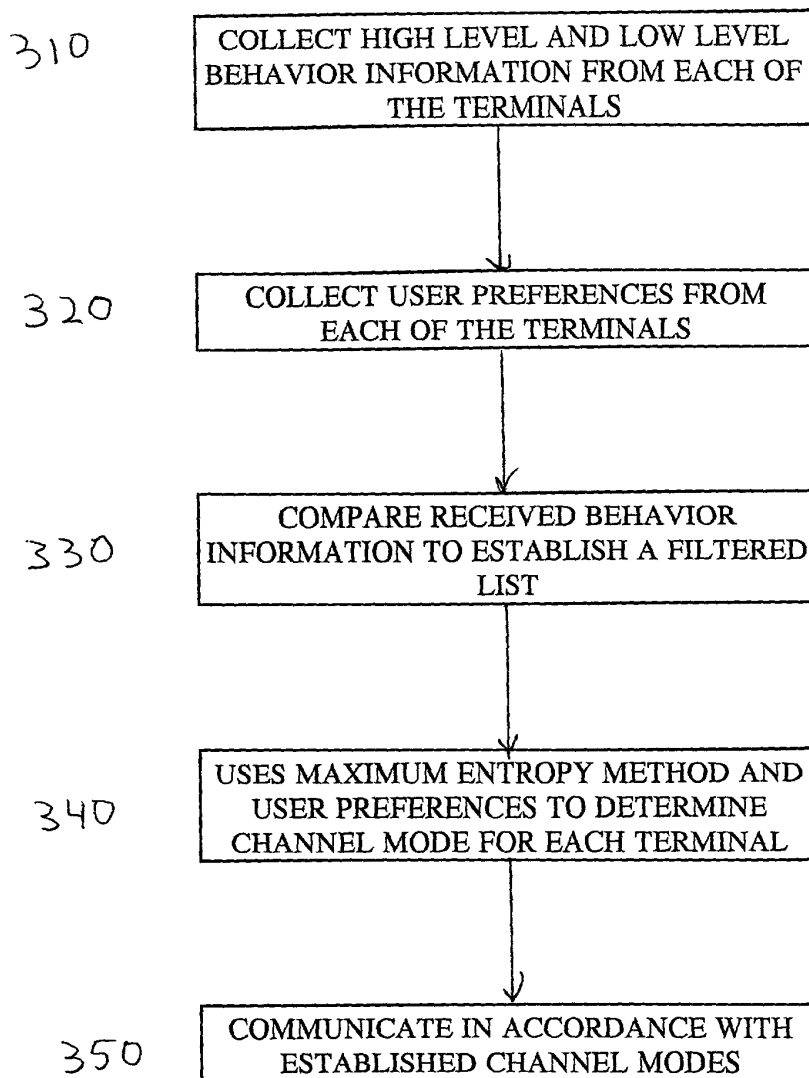 310
COLLECT HIGH LEVEL AND LOW LEVEL
BEHAVIOR INFORMATION FROM EACH OF
THE TERMINALS
320
COLLECT USER PREFERENCES FROM
EACH OF THE TERMINALS
330
COMPARE RECEIVED BEHAVIOR
INFORMATION TO ESTABLISH A FILTERED
LIST
340
USES MAXIMUM ENTROPY METHOD AND
USER PREFERENCES TO DETERMINE
CHANNEL MODE FOR EACH TERMINAL
350
COMMUNICATE IN ACCORDANCE WITH
ESTABLISHED CHANNEL MODES